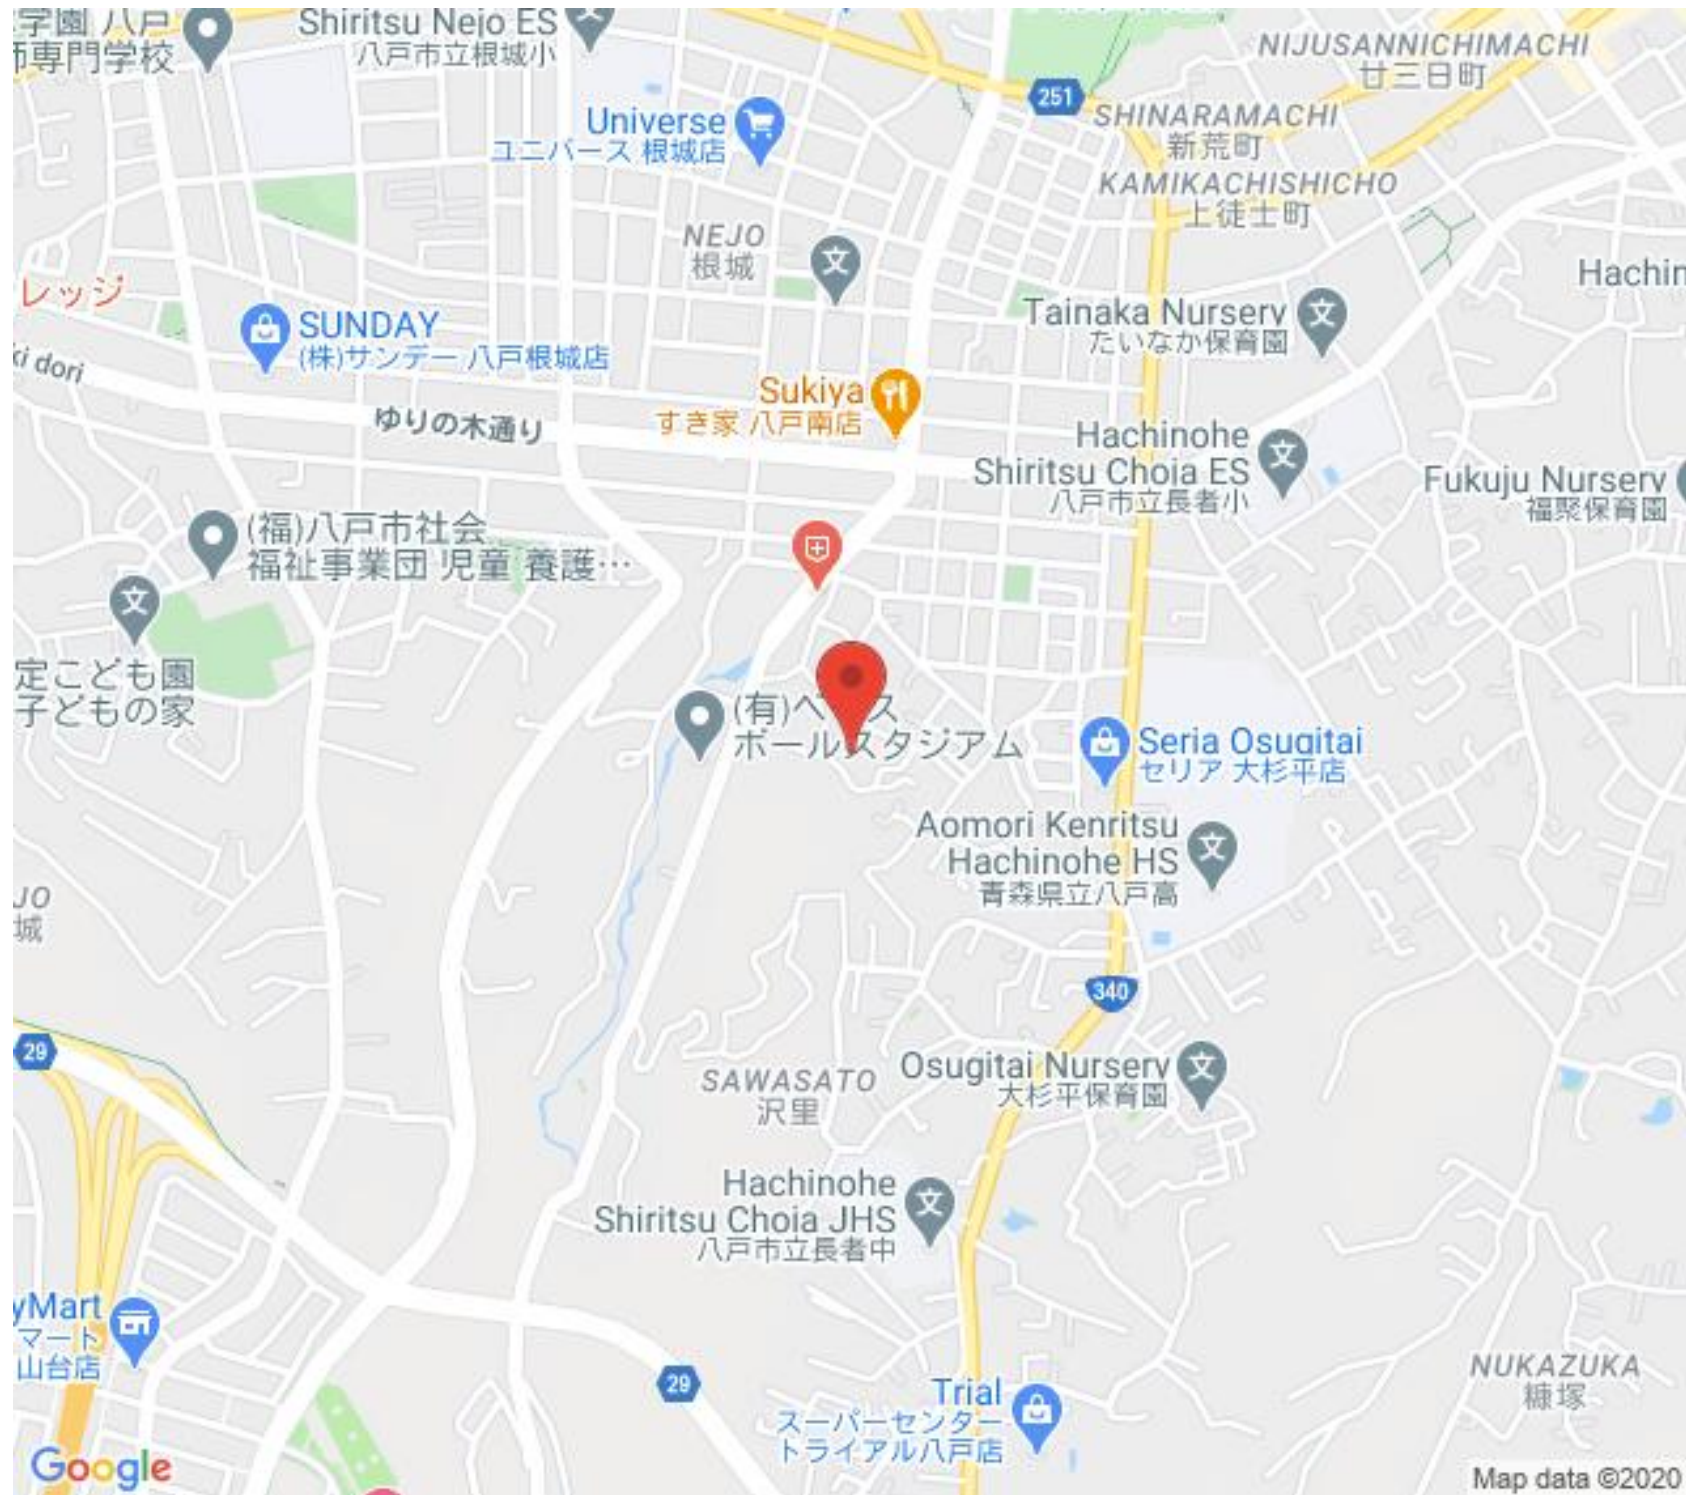 学園 八戸
師専門学校
Shiritsu Nejo ES
八戸市立根城小
NIJUSANNICHIMACHI
廿三日町
251
SHINARAMACHI
新荒町
Universe
ユニバース 根城店
KAMIKACHISHICHO
上徒士町
NEJO
根城
文
Hachin
レッジ
SUNDAY
(株)サンデー 八戸根城店
Tainaka Nurserv
たいなか保育園
ki dori
ゆりの木通り
Sukiya
すき家 八戸南店
Hachinohe
Shiritsu Choia ES
八戸市立長者小
Fukuju Nurserv
福聚保育園
(福)八戸市社会
福祉事業団 児童 養護…
定こども園
子どもの家
(有)ベ
ス
ボールスタジアム
Seria Osugitai
セリア 大杉平店
Aomori Kenritsu
Hachinohe HS
青森県立八戸高
JO
城
340
29
Osugitai Nurserv
大杉平保育園
SAWASATO
沢里
Hachinohe
Shiritsu Choia JHS
八戸市立長者中
yMart
マート
山台店
29
Trial
スーパーセンター
トライアル八戸店
NUKAZUKA
糠塚
Google
Map data ©2020